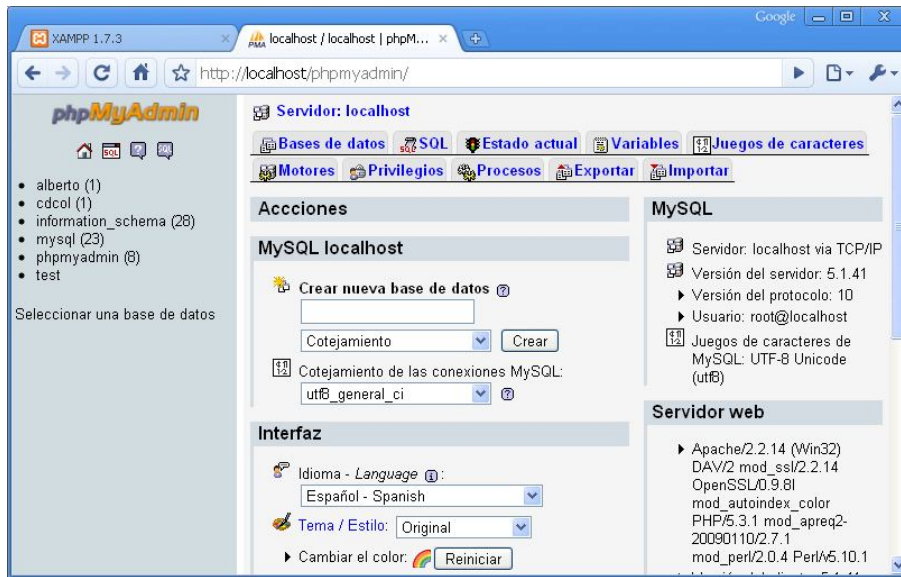 Google
XAMPP 1.7.3
localhost / localhost | phpM...
http://localhost/phpmyadmin/
phpMyAdmin
SQL
alberto (1)
cdcol (1)
information_schema (28)
mysql (23)
phpmyadmin (8)
test
Seleccionar una base de datos
Servidor: localhost
Bases de datos SQL Estado actual Variables Juegos de caracteres
Motores Privilegios Procesos Exportar Importar
Accciones
MySQL localhost
Crear nueva base de datos
Cotejamiento Crear
Cotejamiento de las conexiones MySQL:
utf8_general_ci
Interfaz
Idioma - Language :
Español - Spanish
Tema / Estilo: Original
Cambiar el color: Reiniciar
MySQL
Servidor: localhost via TCP/IP
Versión del servidor: 5.1.41
Versión del protocolo: 10
Usuario: root@localhost
Juegos de caracteres de
MySQL: UTF-8 Unicode
(utf8)
Servidor web
Apache/2.2.14 (Win32)
DAV/2 mod_ssl/2.2.14
OpenSSL/0.9.8l
mod_autoindex_color
PHP/5.3.1 mod_apreq2-
20090110/2.7.1
mod_perl/2.0.4 Perl/v5.10.1